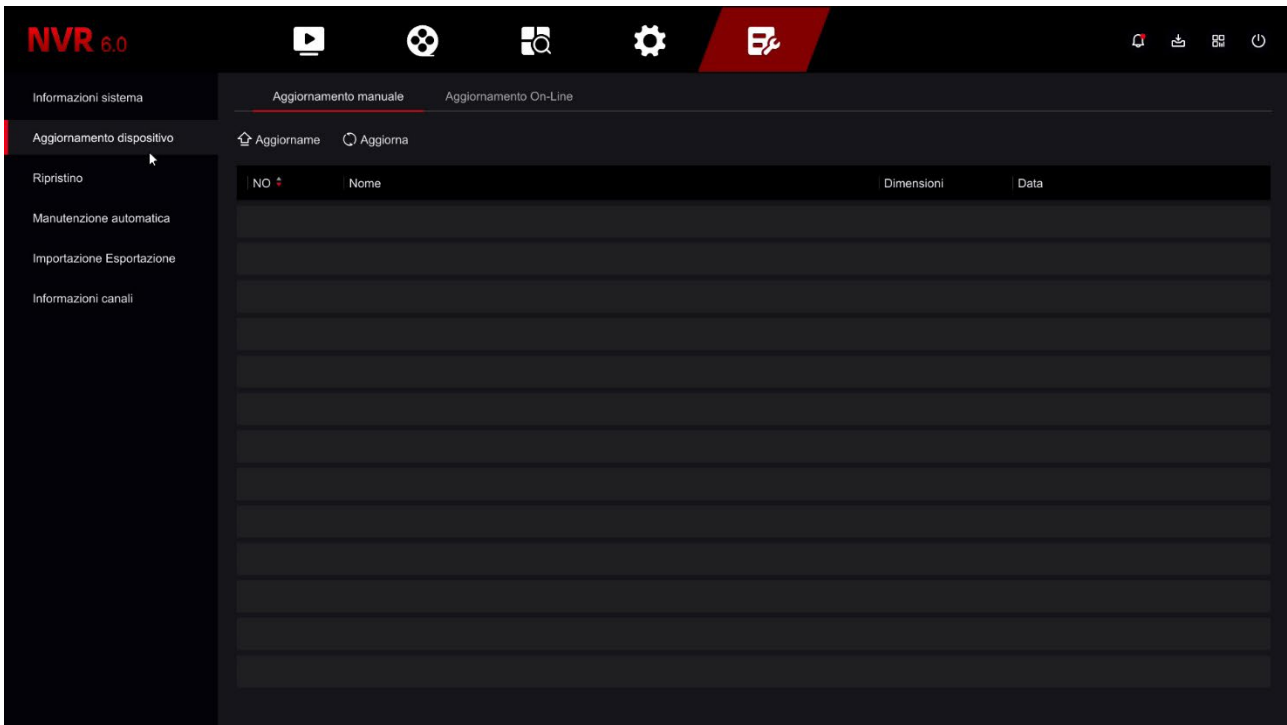 NVR 6.0
Informazioni sistema
Aggiornamento dispositivo
Ripristino
Manutenzione automatica
Importazione Esportazione
Informazioni canali
Aggiornamento manuale Aggiornamento On-Line
Aggiorname Aggiorna
NO Nome Dimensioni Data